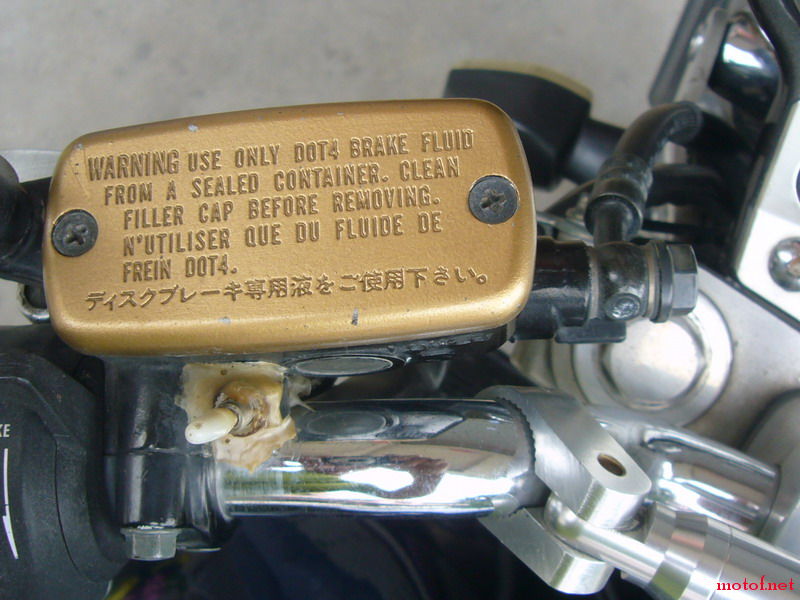 WARNING USE ONLY DOT4 BRAKE FLUID
FROM A SEALED CONTAINER. CLEAN
FILLER CAP BEFORE REMOVING.
N'UTILISER QUE DU FLUIDE DE
FREIN DOT4.
ディスクブレーキ専用液をご使用下さい。
KE
motof.net